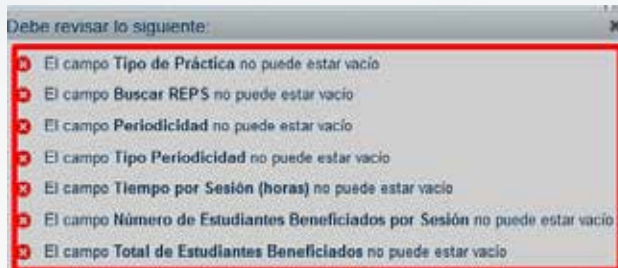 Debe revisar lo siguiente:
El campo Tipo de Práctica no puede estar vacío
El campo Buscar REPS no puede estar vacío
El campo Periodicidad no puede estar vacío
El campo Tipo Periodicidad no puede estar vacío
El campo Tiempo por Sesión (horas) no puede estar vacío
El campo Número de Estudiantes Beneficiados por Sesión no puede estar vacío
El campo Total de Estudiantes Beneficiados no puede estar vacío